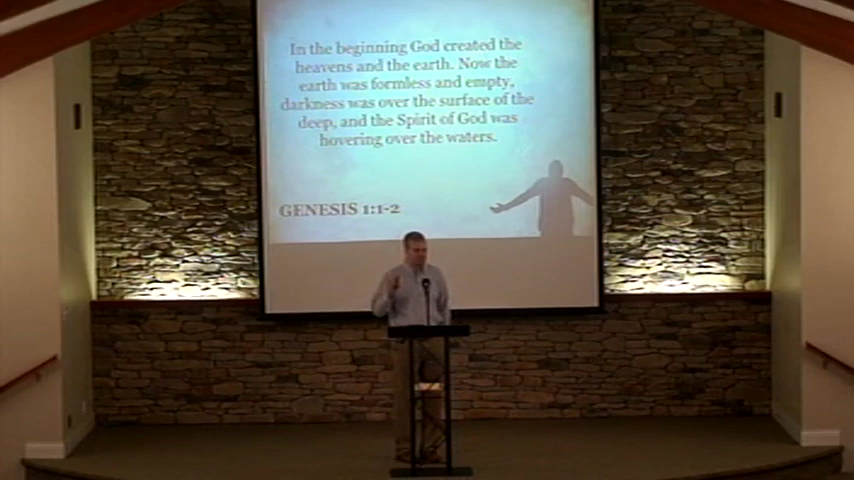 In the beginning God created the
heavens and the earth. Now the
earth was formless and empty,
darkness was over the surface of the
deep, and the Spirit of God was
hovering over the waters.
GENESIS 1:1-2